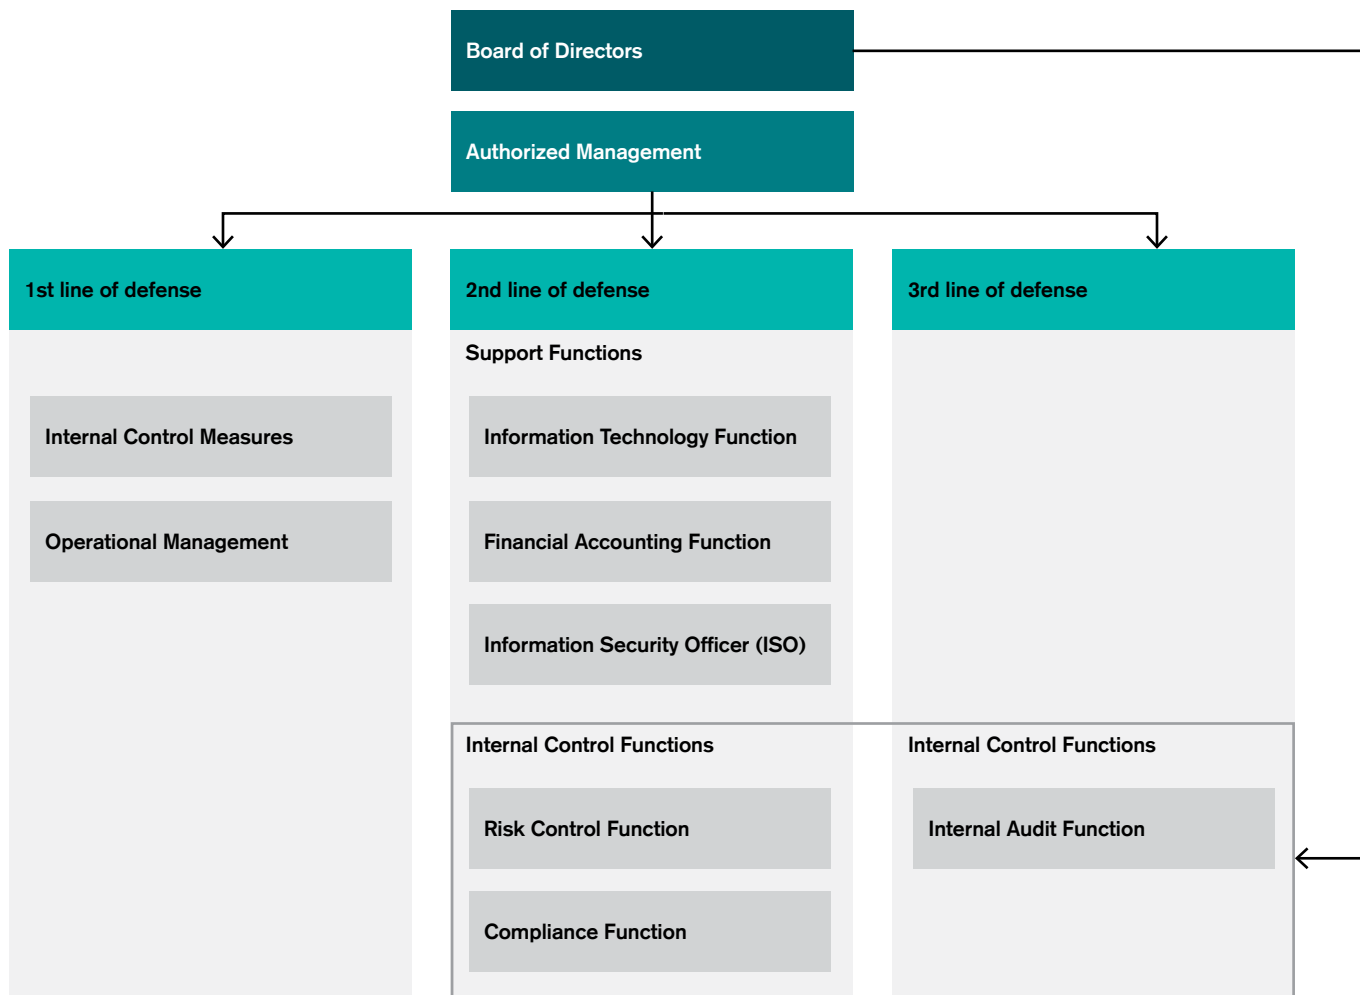 Board of Directors
Authorized Management
1st line of defense
Internal Control Measures
Operational Management
2nd line of defense
Support Functions
Information Technology Function
Financial Accounting Function
Information Security Officer (ISO)
Internal Control Functions
Risk Control Function
Compliance Function
3rd line of defense
Internal Control Functions
Internal Audit Function